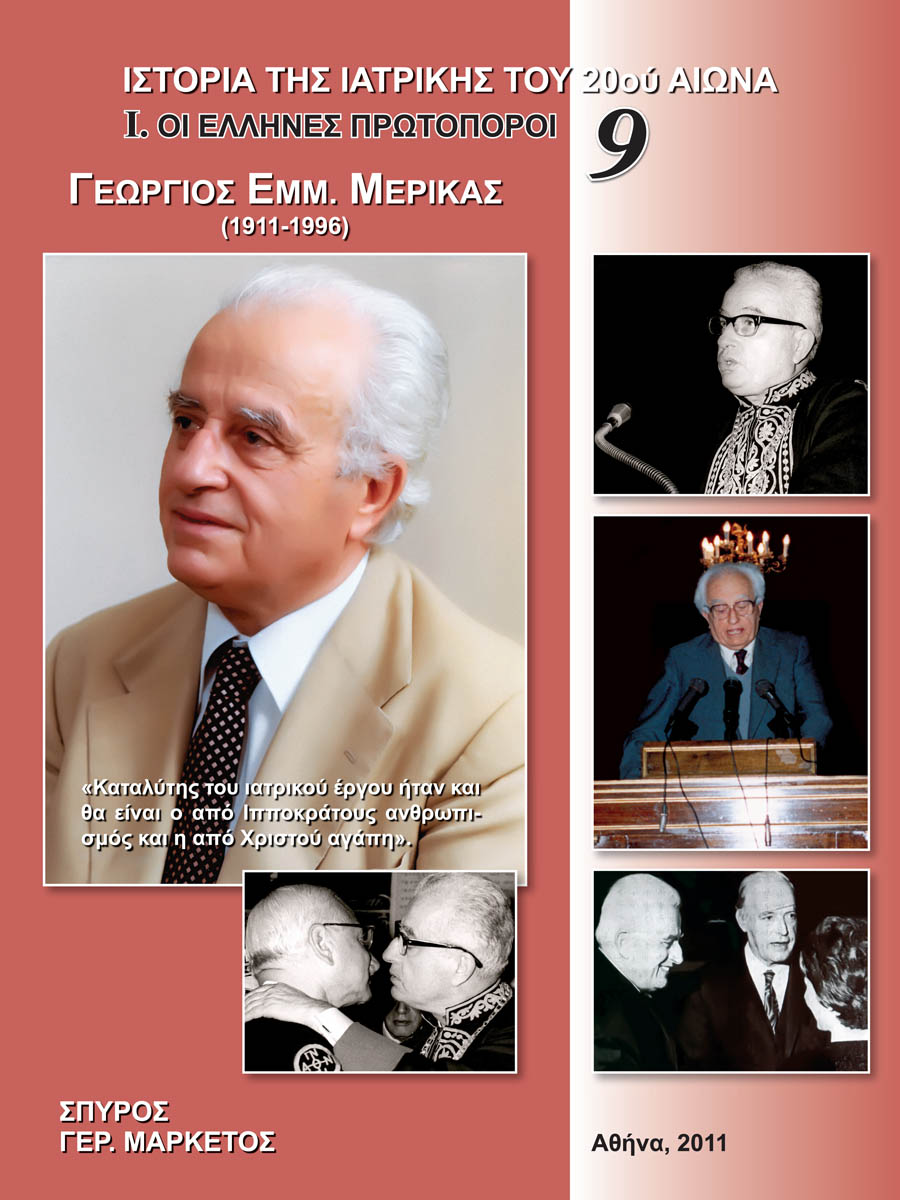 ΙΣΤΟΡΙΑ ΤΗΣ ΙΑΤΡΙΚΗΣ ΤΟΥ 20ού ΑΙΩΝΑ
Ι. ΟΙ ΕΛΛΗΝΕΣ ΠΡΩΤΟΠΟΡΟΙ 9
ΓΕΩΡΓΙΟΣ ΕΜΜ. ΜΕΡΙΚΑΣ
(1911-1996)
«Καταλύτης του ιατρικού έργου ήταν και
θα είναι ο από Ιπποκράτους ανθρωπι-
σμός και η από Χριστού αγάπη».
ΣΠΥΡΟΣ
ΓΕΡ. ΜΑΡΚΕΤΟΣ
Αθήνα, 2011